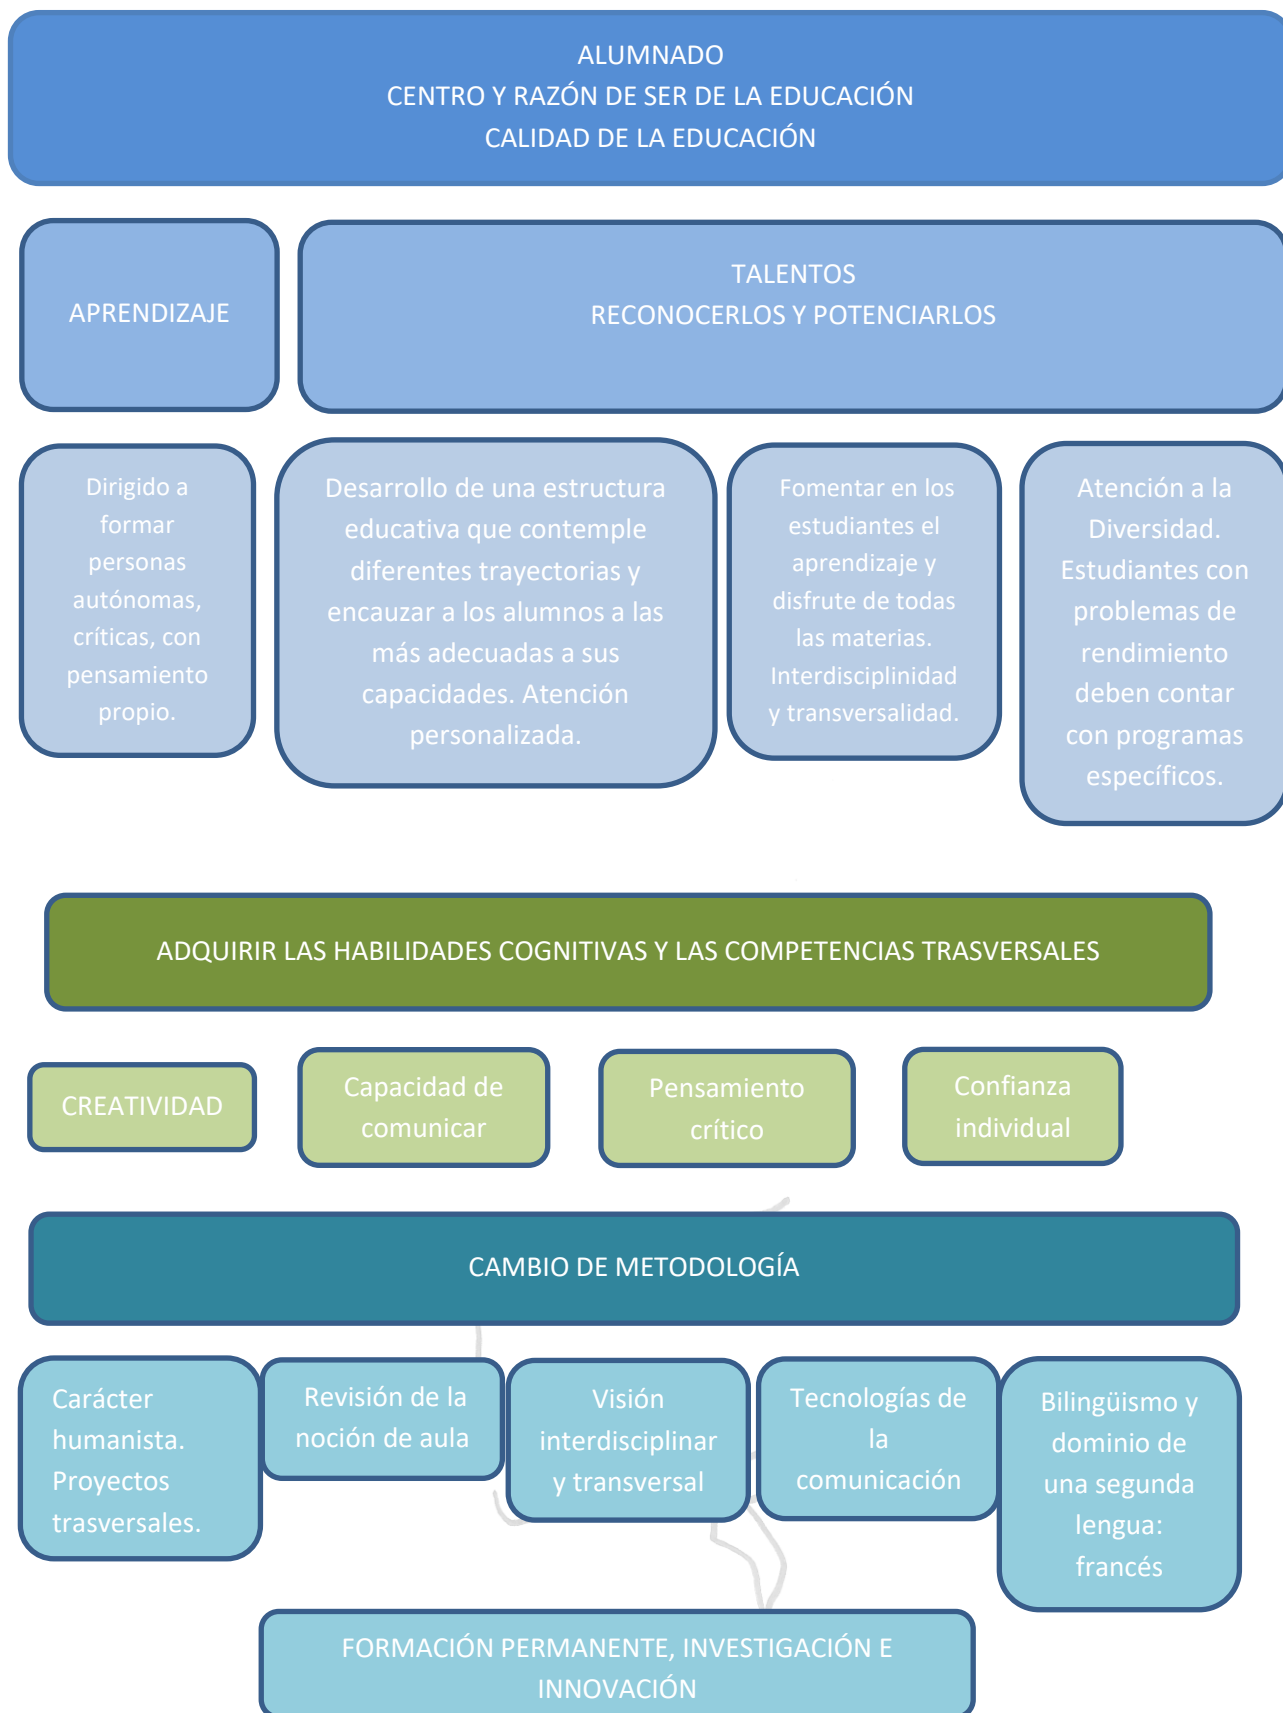 ALUMNADO
CENTRO Y RAZÓN DE SER DE LA EDUCACIÓN
CALIDAD DE LA EDUCACIÓN
APRENDIZAJE
TALENTOS
RECONOCERLOS Y POTENCIARLOS
Dirigido a
formar
personas
autónomas,
críticas, con
pensamiento
propio.
Desarrollo de una estructura
educativa que contemple
diferentes trayectorias y
encauzar a los alumnos a las
más adecuadas a sus
capacidades. Atención
personalizada.
Fomentar en los
estudiantes el
aprendizaje y
disfrute de todas
las materias.
Interdisciplinidad
y transversalidad.
Atención a la
Diversidad.
Estudiantes con
problemas de
rendimiento
deben contar
con programas
específicos.
ADQUIRIR LAS HABILIDADES COGNITIVAS Y LAS COMPETENCIAS TRASVERSALES
CREATIVIDAD
Capacidad de
comunicar
Pensamiento
crítico
Confianza
individual
CAMBIO DE METODOLOGÍA
Carácter
humanista.
Proyectos
trasversales.
Revisión de la
noción de aula
Visión
interdisciplinar
y transversal
Tecnologías de
la
comunicación
Bilingüismo y
dominio de
una segunda
lengua:
francés
FORMACIÓN PERMANENTE, INVESTIGACIÓN E
INNOVACIÓN